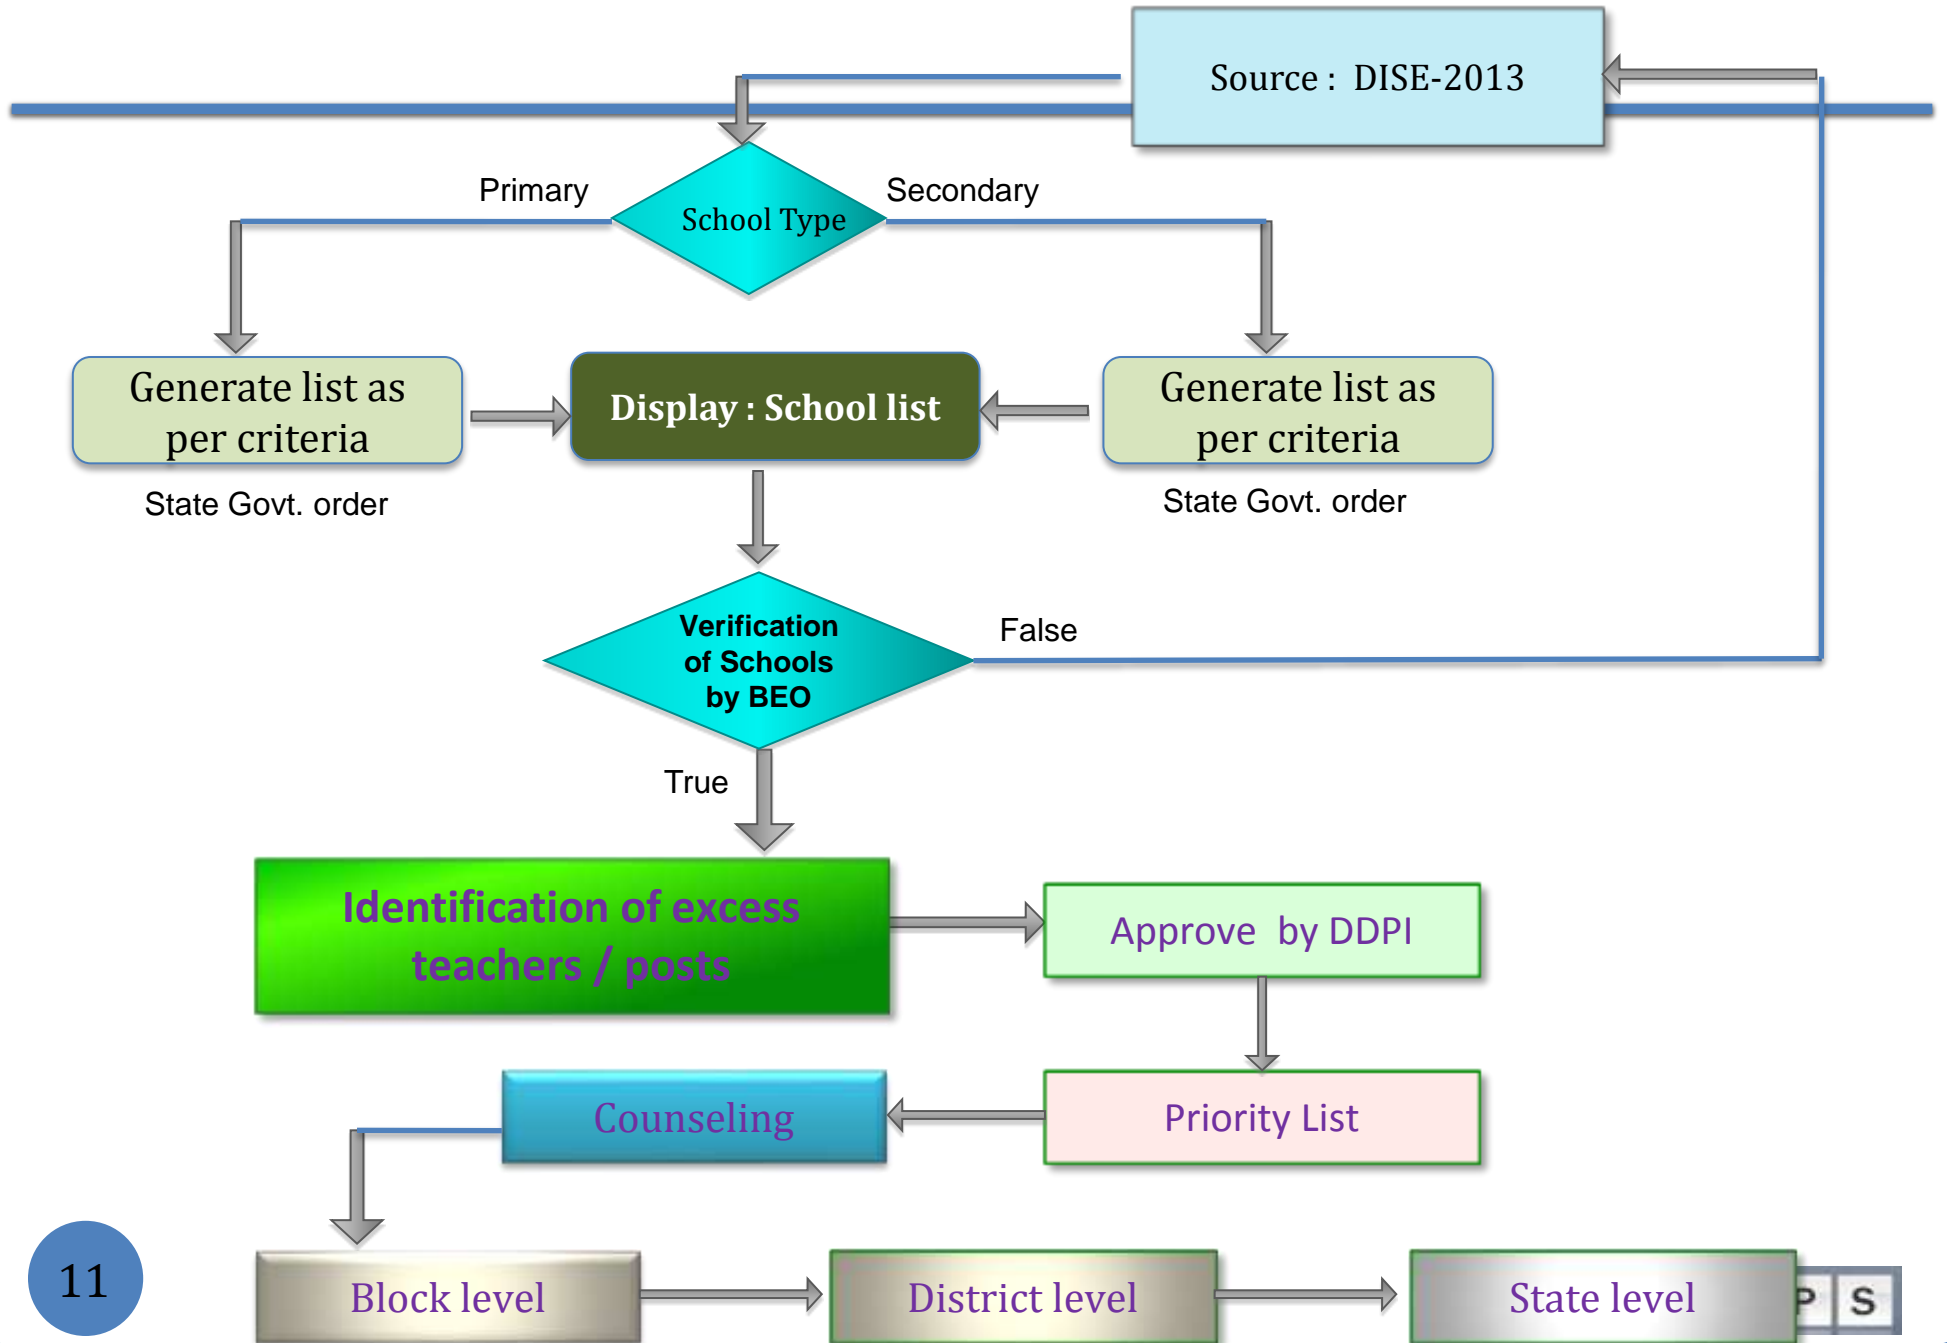 Source :  DISE-2013
Primary
Secondary
School Type
Generate list as
per criteria
Display : School list
Generate list as
per criteria
State Govt. order
State Govt. order
Verification
of Schools
by BEO
False
True
Identification of excess
teachers / posts
Approve  by DDPI
Counseling
Priority List
11
Block level
District level
State level
P S